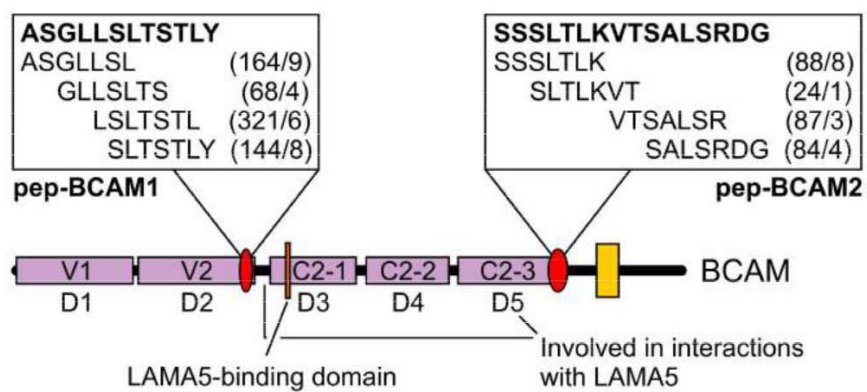 ASGLLSLTSTLY
ASGLLSL (164/9)
GLLSLTS (68/4)
LSLTSTL (321/6)
SLTSTLY (144/8)
pep-BCAM1
SSSLTLKVTSALSRDG
SSSLTLK (88/8)
SLTLKVT (24/1)
VTSALSR (87/3)
SALSRDG (84/4)
pep-BCAM2
V1 V2 C2-1 C2-2 C2-3 BCAM
D1 D2 D3 D4 D5
LAMA5-binding domain
Involved in interactions
with LAMA5